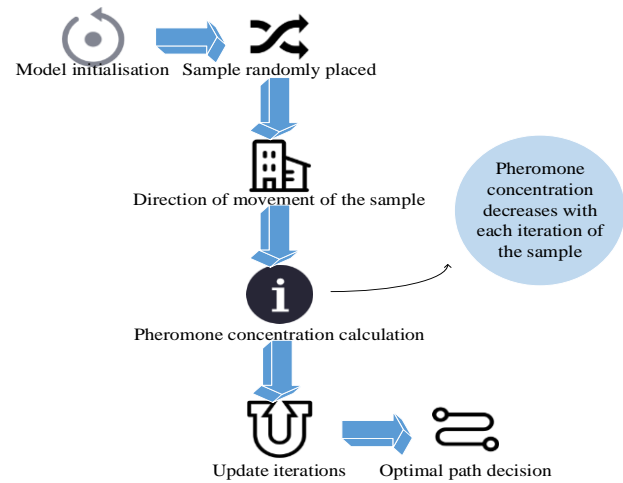 Model initialisation
Sample randomly placed
Direction of movement of the sample
Pheromone
concentration
decreases with
each iteration of
the sample
i
Pheromone concentration calculation
Update iterations
Optimal path decision